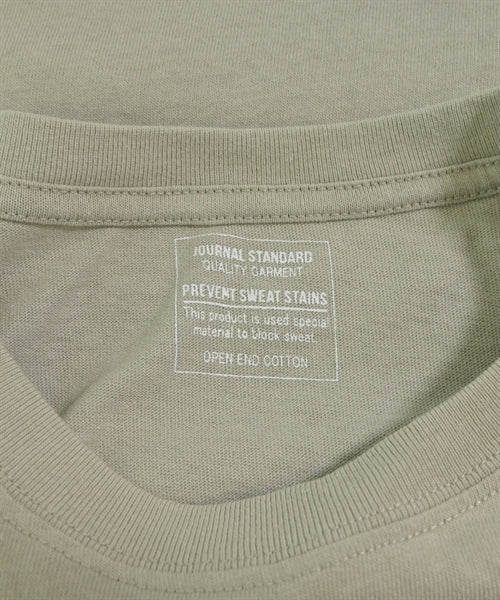 JOURNAL STANDARD
QUALITY GARMENT
PREVENT SWEAT STAINS
This product is used special
material to block sweat.
OPEN END COTTON